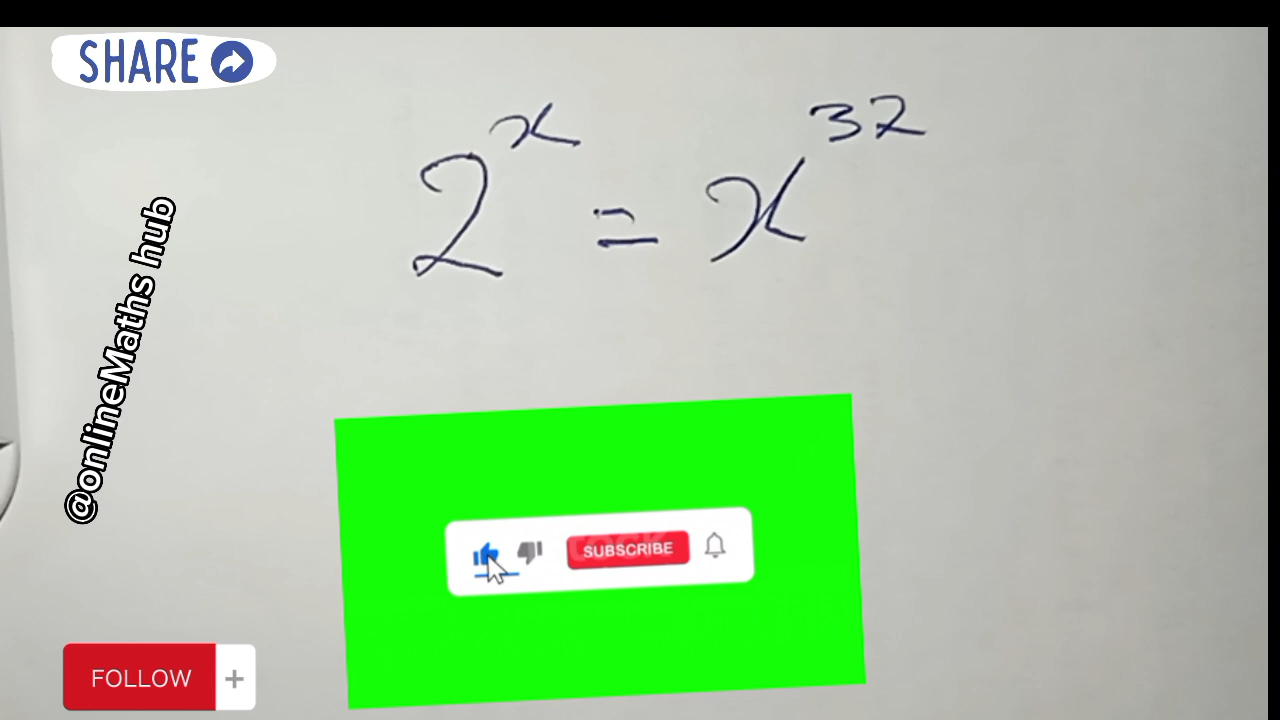 SHARE
2^x = x^32
@onlineMaths hub
SUBSCRIBE
FOLLOW +